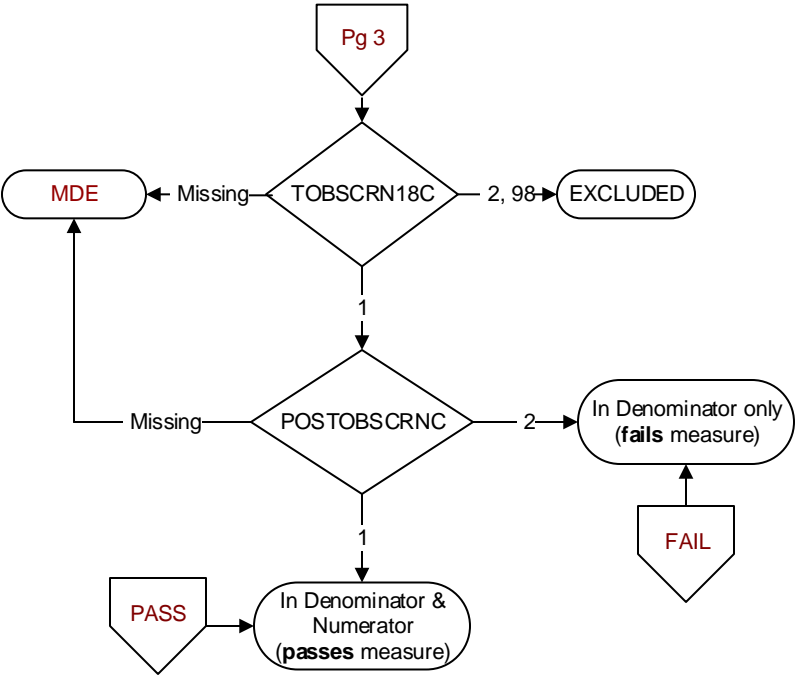 Pg 3
MDE
Missing
TOBSCRN18C
2, 98
EXCLUDED
1
Missing
POSTOBSCRNC
2
In Denominator only
(fails measure)
1
FAIL
PASS
In Denominator &
Numerator
(passes measure)